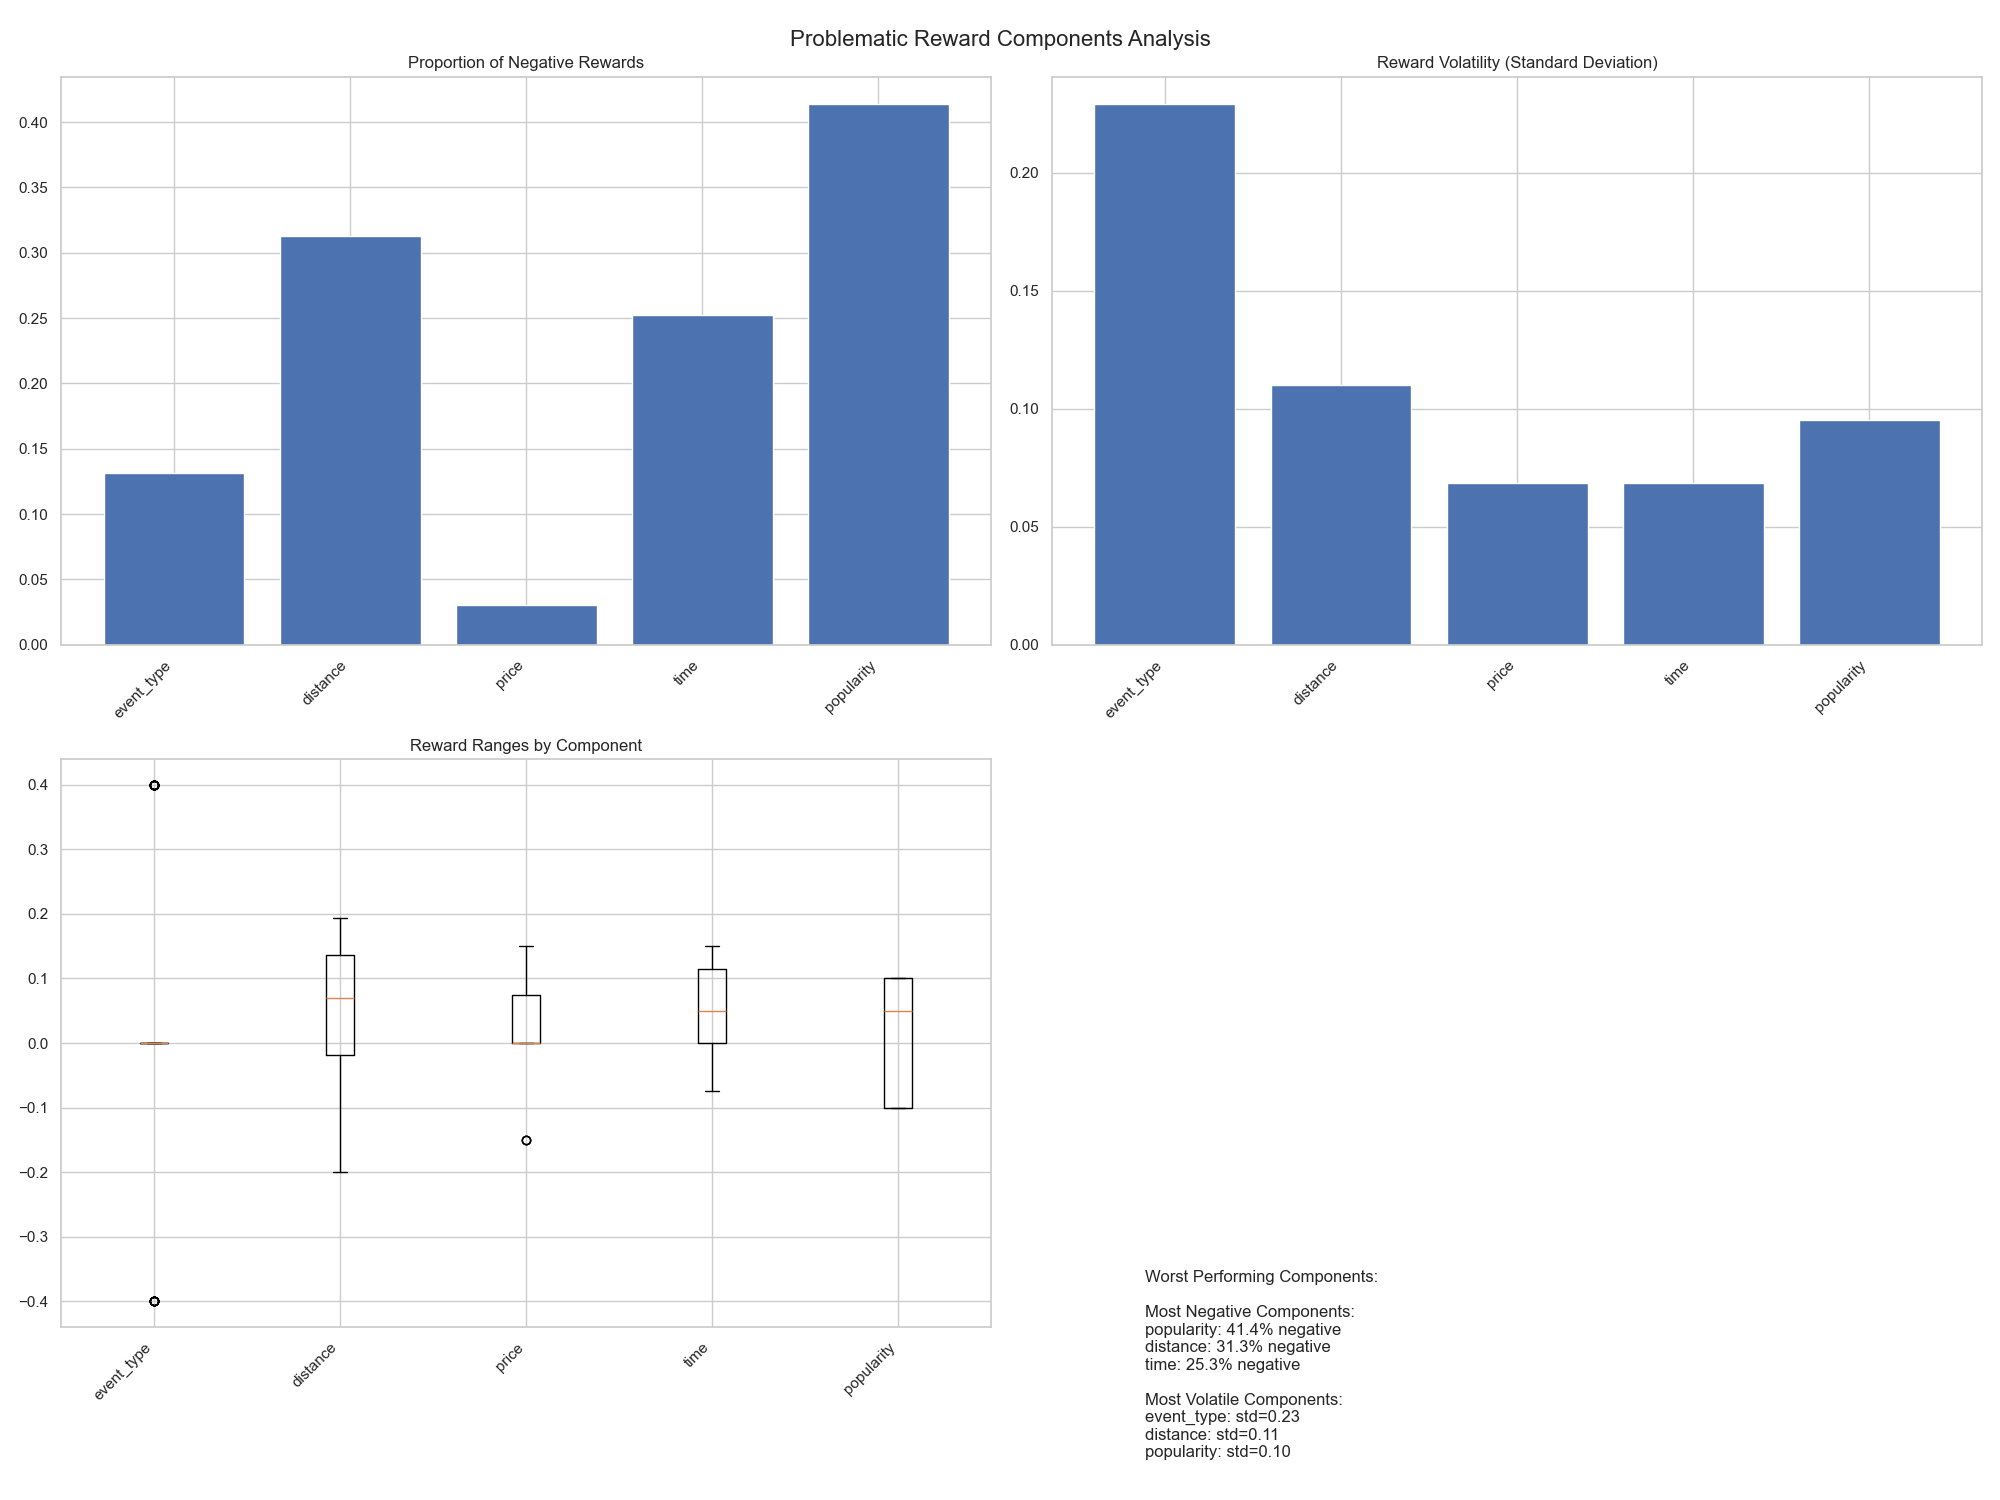 Problematic Reward Components Analysis
Proportion of Negative Rewards
0.40
0.35
0.30
0.25
0.20
0.15
0.10
0.05
0.00
event_type
distance
price
time
popularity
Reward Volatility (Standard Deviation)
0.20
0.15
0.10
0.05
0.00
event_type
distance
price
time
popularity
Reward Ranges by Component
0.4
0.3
0.2
0.1
0.0
−0.1
−0.2
−0.3
−0.4
event_type
distance
price
time
popularity
Worst Performing Components:
Most Negative Components:
popularity: 41.4% negative
distance: 31.3% negative
time: 25.3% negative
Most Volatile Components:
event_type: std=0.23
distance: std=0.11
popularity: std=0.10